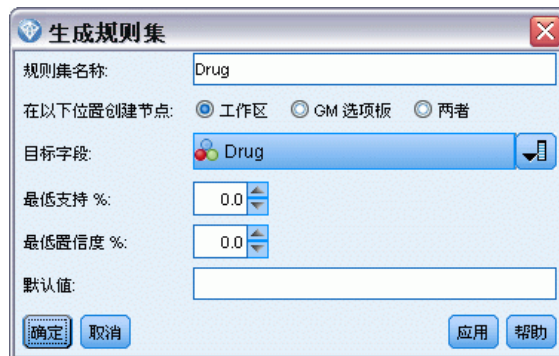 生成规则集
规则集名称: Drug
在以下位置创建节点: 工作区 GM 选项板 两者
目标字段: Drug
最低支持 %: 0.0
最低置信度 %: 0.0
默认值:
确定 取消 应用 帮助